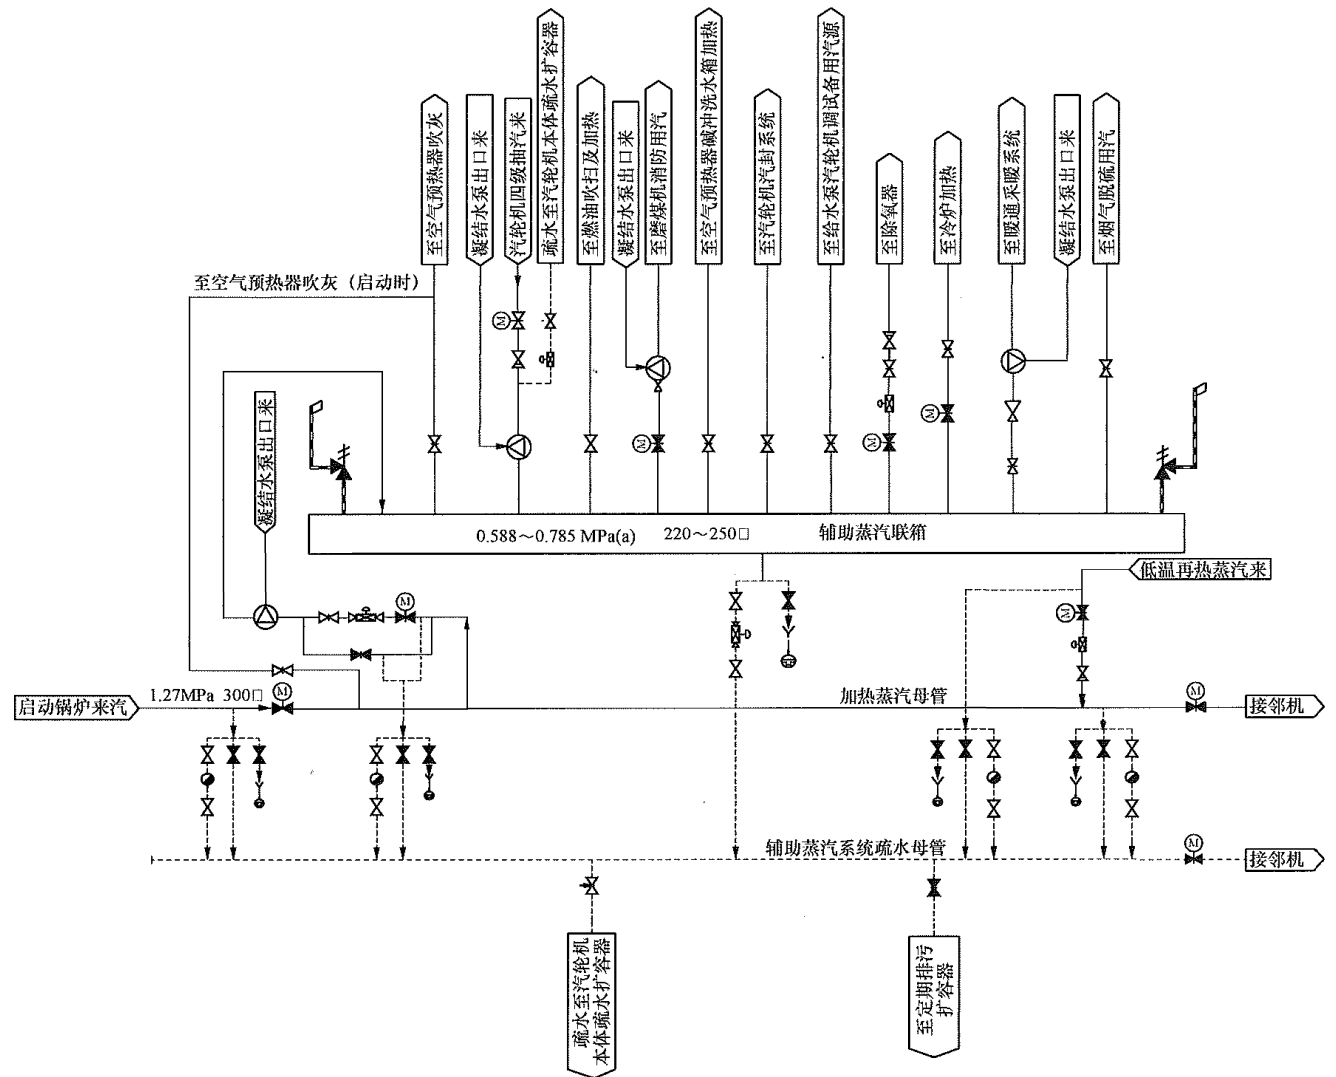 至空气预热器吹灰
凝结水泵出口来
汽轮机四级抽汽来
疏水至汽轮机本体疏水扩容器
至燃油吹扫及加热
凝结水泵出口来
至磨煤机消防用汽
至空气预热器碱冲洗水箱加热
至汽轮机汽封系统
至给水泵汽轮机调试备用汽源
至除氧器
至冷炉加热
至暖通采暖系统
凝结水泵出口来
至烟气脱硫用汽
至空气预热器吹灰（启动时）
M
M
M
M
凝结水泵出口来
0.588～0.785 MPa(a) 220～250□ 辅助蒸汽联箱
低温再热蒸汽来
M
M
1.27MPa 300□
M
启动锅炉来汽
加热蒸汽母管
M
接邻机
辅助蒸汽系统疏水母管
M
接邻机
疏水至汽轮机
本体疏水扩容器
至定期排污
扩容器